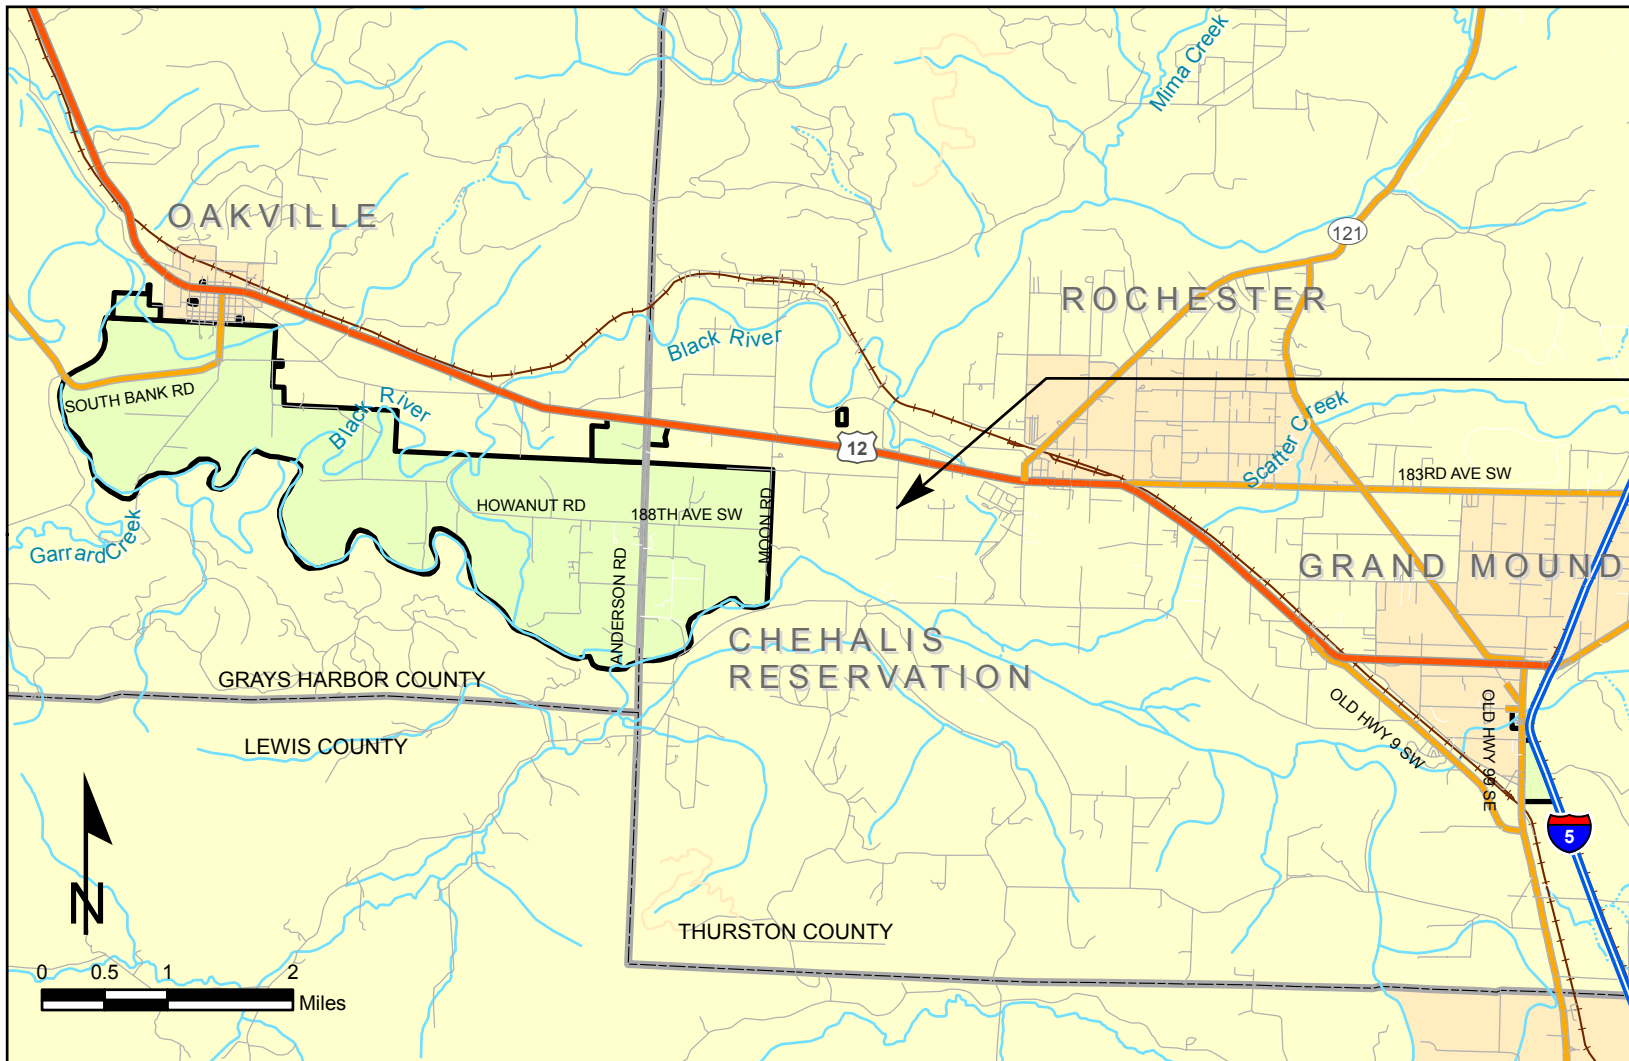 Mima Creek
OAKVILLE
121
ROCHESTER
Black River
SOUTH BANK RD
Black River
Scatter Creek
12
183RD AVE SW
HOWANUT RD
188TH AVE SW
MOON RD
Garrard Creek
GRAND MOUND
ANDERSON RD
CHEHALIS
RESERVATION
GRAYS HARBOR COUNTY
OLD HWY 9 SW
OLD HWY 99 SE
LEWIS COUNTY
5
N
THURSTON COUNTY
0 0.5 1 2
Miles